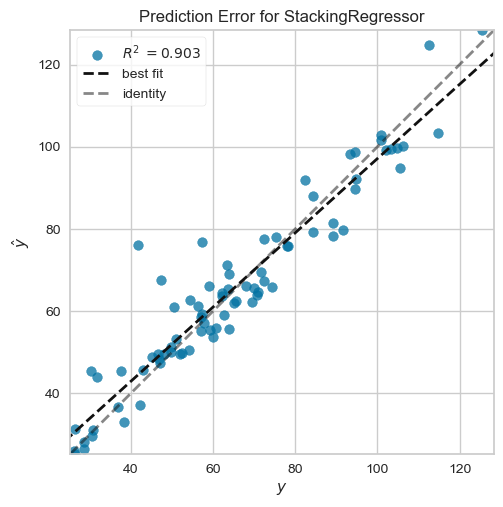 Prediction Error for StackingRegressor
R² = 0.903
best fit
identity
120
100
80
60
40
ŷ
40 60 80 100 120
y